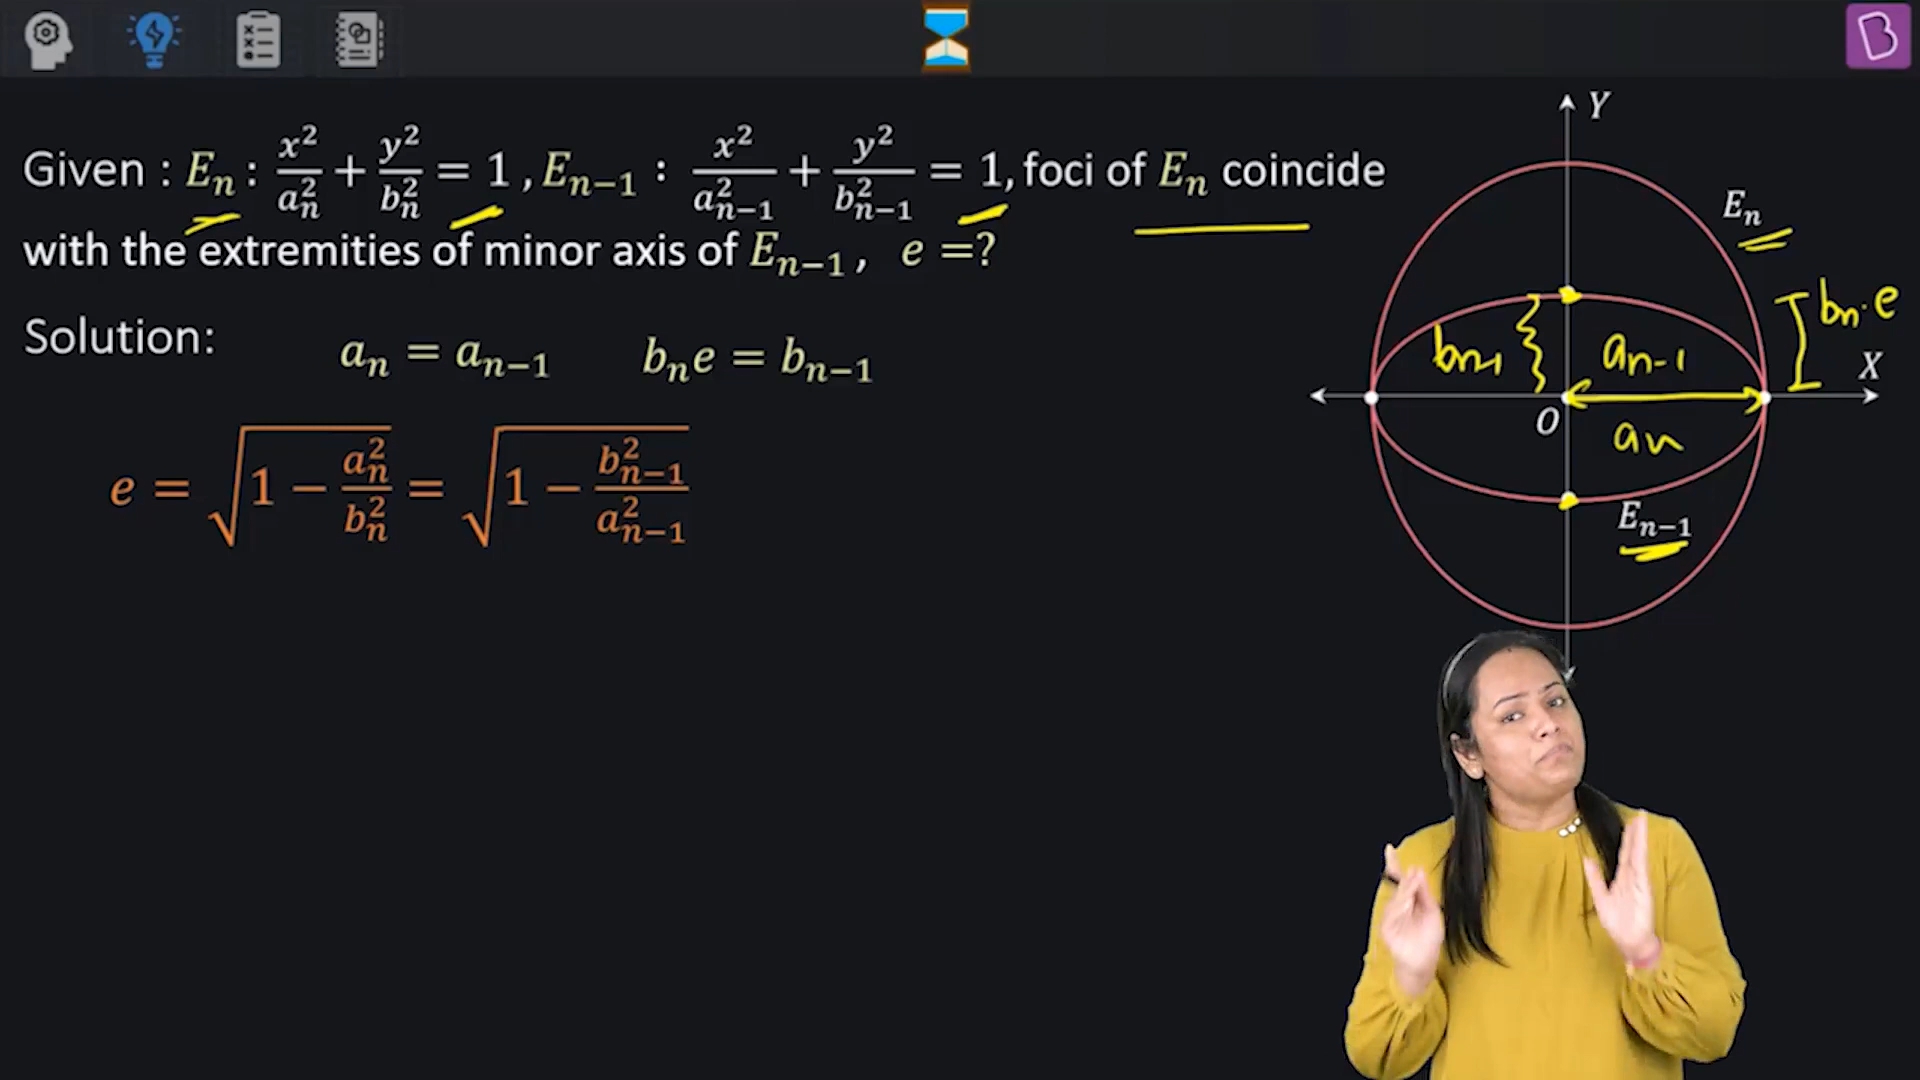 Given : Eₙ : x²/aₙ² + y²/bₙ² = 1 , Eₙ₋₁ : x²/aₙ₋₁² + y²/bₙ₋₁² = 1, foci of Eₙ coincide
with the extremities of minor axis of Eₙ₋₁ , e =?
Solution: aₙ = aₙ₋₁ bₙe = bₙ₋₁
e = √(1 − aₙ²/bₙ²) = √(1 − bₙ₋₁²/aₙ₋₁²)
Y
Eₙ
bₙ·e
bₙ₋₁
aₙ₋₁
X
O
aₙ
Eₙ₋₁
B